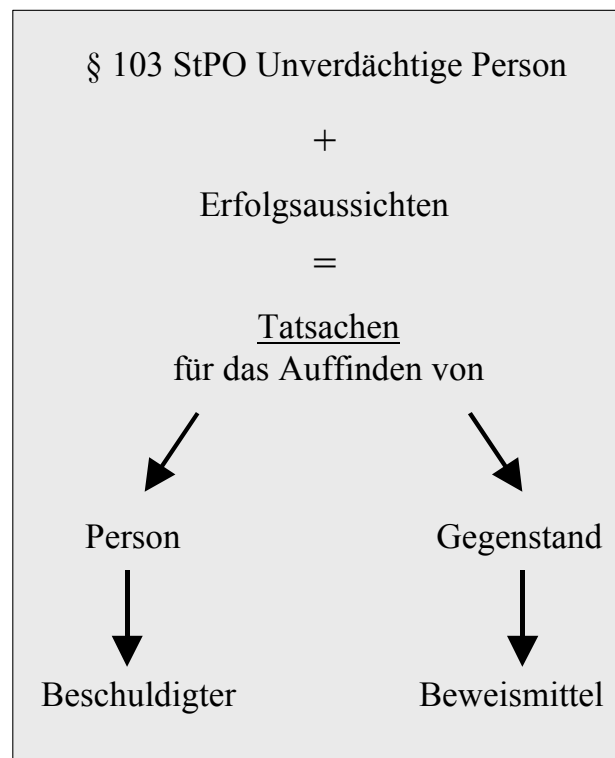 § 103 StPO Unverdächtige Person
+
Erfolgsaussichten
=
Tatsachen
für das Auffinden von
Person Gegenstand
Beschuldigter Beweismittel